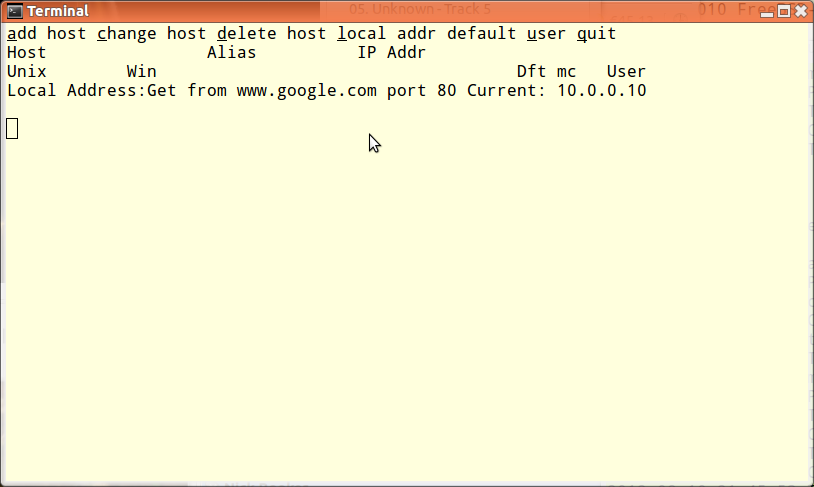 05. Unknown - Track 5
010 Free
Terminal
add host change host delete host local addr default user quit
Host Alias IP Addr
Unix Win Dft mc User
Local Address:Get from www.google.com port 80 Current: 10.0.0.10